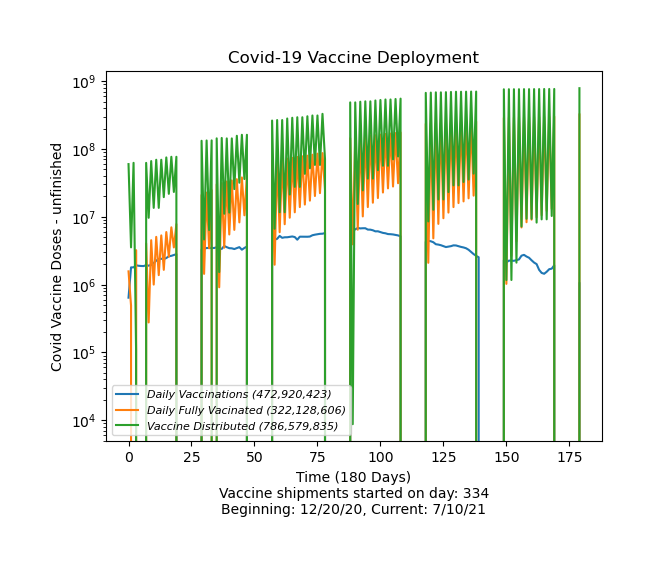 Covid-19 Vaccine Deployment
Covid Vaccine Doses - unfinished
10⁹
10⁸
10⁷
10⁶
10⁵
10⁴
Daily Vaccinations (472,920,423)
Daily Fully Vacinated (322,128,606)
Vaccine Distributed (786,579,835)
0 25 50 75 100 125 150 175
Time (180 Days)
Vaccine shipments started on day: 334
Beginning: 12/20/20, Current: 7/10/21